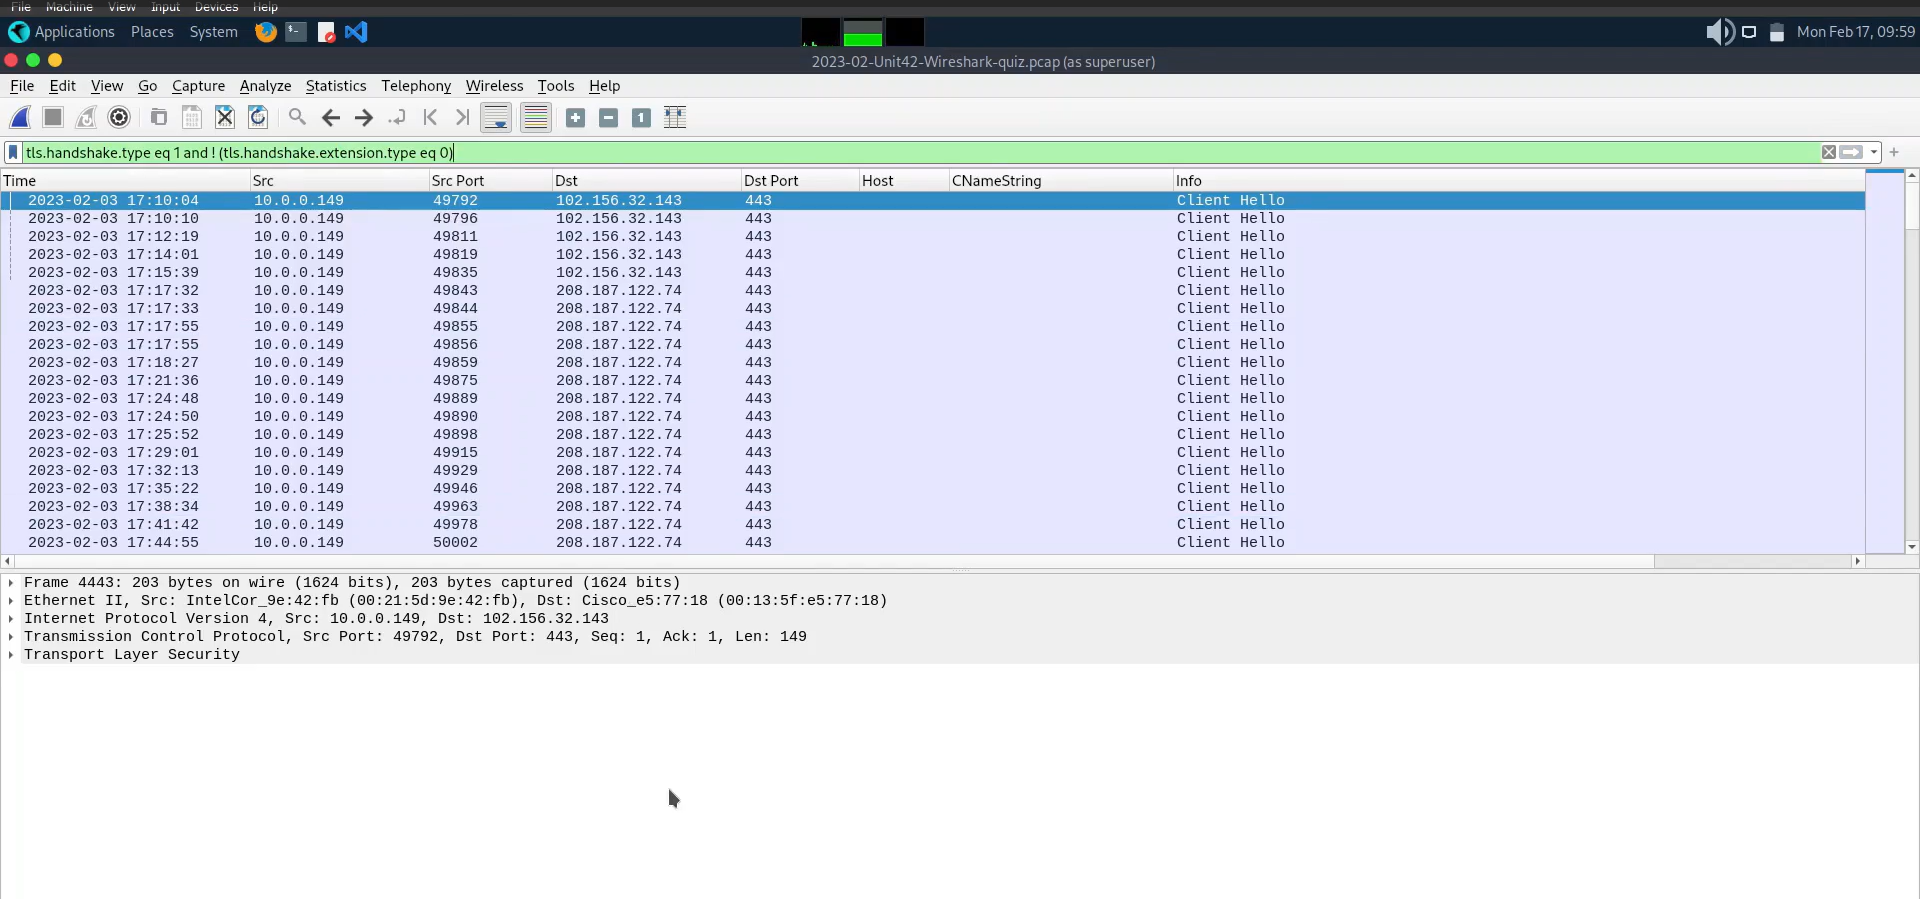 File Machine View Input Devices Help
Applications Places System Mon Feb 17, 09:59
2023-02-Unit42-Wireshark-quiz.pcap (as superuser)
File Edit View Go Capture Analyze Statistics Telephony Wireless Tools Help
tls.handshake.type eq 1 and ! (tls.handshake.extension.type eq 0)
Time Src Src Port Dst Dst Port Host CNameString Info
2023-02-03 17:10:04 10.0.0.149 49792 102.156.32.143 443 Client Hello
2023-02-03 17:10:10 10.0.0.149 49796 102.156.32.143 443 Client Hello
2023-02-03 17:12:19 10.0.0.149 49811 102.156.32.143 443 Client Hello
2023-02-03 17:14:01 10.0.0.149 49819 102.156.32.143 443 Client Hello
2023-02-03 17:15:39 10.0.0.149 49835 102.156.32.143 443 Client Hello
2023-02-03 17:17:32 10.0.0.149 49843 208.187.122.74 443 Client Hello
2023-02-03 17:17:33 10.0.0.149 49844 208.187.122.74 443 Client Hello
2023-02-03 17:17:55 10.0.0.149 49855 208.187.122.74 443 Client Hello
2023-02-03 17:17:55 10.0.0.149 49856 208.187.122.74 443 Client Hello
2023-02-03 17:18:27 10.0.0.149 49859 208.187.122.74 443 Client Hello
2023-02-03 17:21:36 10.0.0.149 49875 208.187.122.74 443 Client Hello
2023-02-03 17:24:48 10.0.0.149 49889 208.187.122.74 443 Client Hello
2023-02-03 17:24:50 10.0.0.149 49890 208.187.122.74 443 Client Hello
2023-02-03 17:25:52 10.0.0.149 49898 208.187.122.74 443 Client Hello
2023-02-03 17:29:01 10.0.0.149 49915 208.187.122.74 443 Client Hello
2023-02-03 17:32:13 10.0.0.149 49929 208.187.122.74 443 Client Hello
2023-02-03 17:35:22 10.0.0.149 49946 208.187.122.74 443 Client Hello
2023-02-03 17:38:34 10.0.0.149 49963 208.187.122.74 443 Client Hello
2023-02-03 17:41:42 10.0.0.149 49978 208.187.122.74 443 Client Hello
2023-02-03 17:44:55 10.0.0.149 50002 208.187.122.74 443 Client Hello
Frame 4443: 203 bytes on wire (1624 bits), 203 bytes captured (1624 bits)
Ethernet II, Src: IntelCor_9e:42:fb (00:21:5d:9e:42:fb), Dst: Cisco_e5:77:18 (00:13:5f:e5:77:18)
Internet Protocol Version 4, Src: 10.0.0.149, Dst: 102.156.32.143
Transmission Control Protocol, Src Port: 49792, Dst Port: 443, Seq: 1, Ack: 1, Len: 149
Transport Layer Security